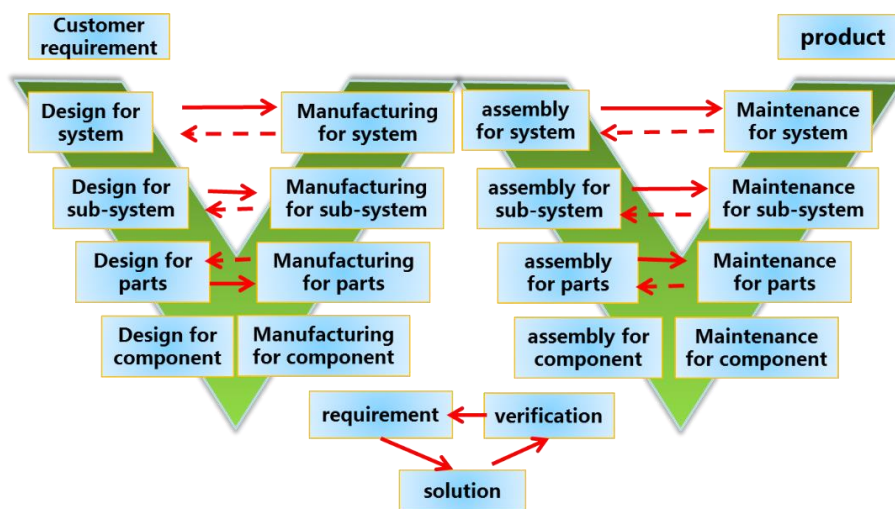 Customer
requirement
product
Design for
system
Manufacturing
for system
assembly
for system
Maintenance
for system
Design for
sub-system
Manufacturing
for sub-system
assembly for
sub-system
Maintenance
for sub-system
Design for
parts
Manufacturing
for parts
assembly
for parts
Maintenance
for parts
Design for
component
Manufacturing
for component
assembly for
component
Maintenance
for component
requirement
verification
solution